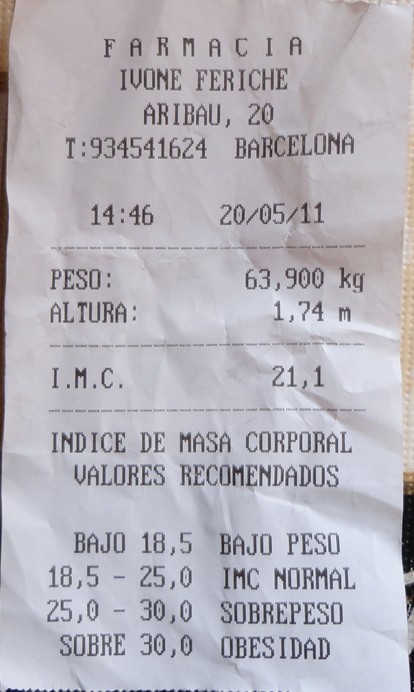 FARMACIA
IVONE FERICHE
ARIBAU, 20
T:934541624 BARCELONA
14:46 20/05/11
PESO: 63,900 kg
ALTURA: 1,74 m
I.M.C. 21,1
INDICE DE MASA CORPORAL
VALORES RECOMENDADOS
BAJO 18,5 BAJO PESO
18,5 - 25,0 IMC NORMAL
25,0 - 30,0 SOBREPESO
SOBRE 30,0 OBESIDAD